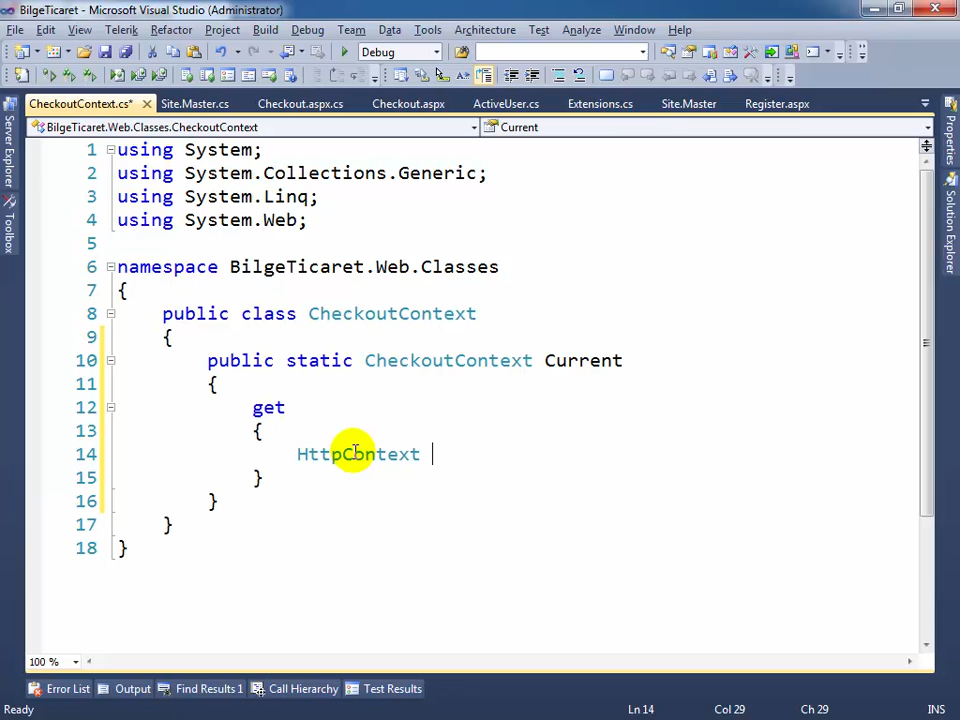 BilgeTicaret - Microsoft Visual Studio (Administrator)
File Edit View Telerik Refactor Project Build Debug Team Data Tools Architecture Test Analyze Window Help
Debug
CheckoutContext.cs* Site.Master.cs Checkout.aspx.cs Checkout.aspx ActiveUser.cs Extensions.cs Site.Master Register.aspx
BilgeTicaret.Web.Classes.CheckoutContext Current
Server Explorer
Toolbox
Properties
Solution Explorer
1 using System;
2 using System.Collections.Generic;
3 using System.Linq;
4 using System.Web;
5
6 namespace BilgeTicaret.Web.Classes
7 {
8 public class CheckoutContext
9 {
10 public static CheckoutContext Current
11 {
12 get
13 {
14 HttpContext
15 }
16 }
17 }
18 }
100 %
Error List Output Find Results 1 Call Hierarchy Test Results
Ready Ln 14 Col 29 Ch 29 INS